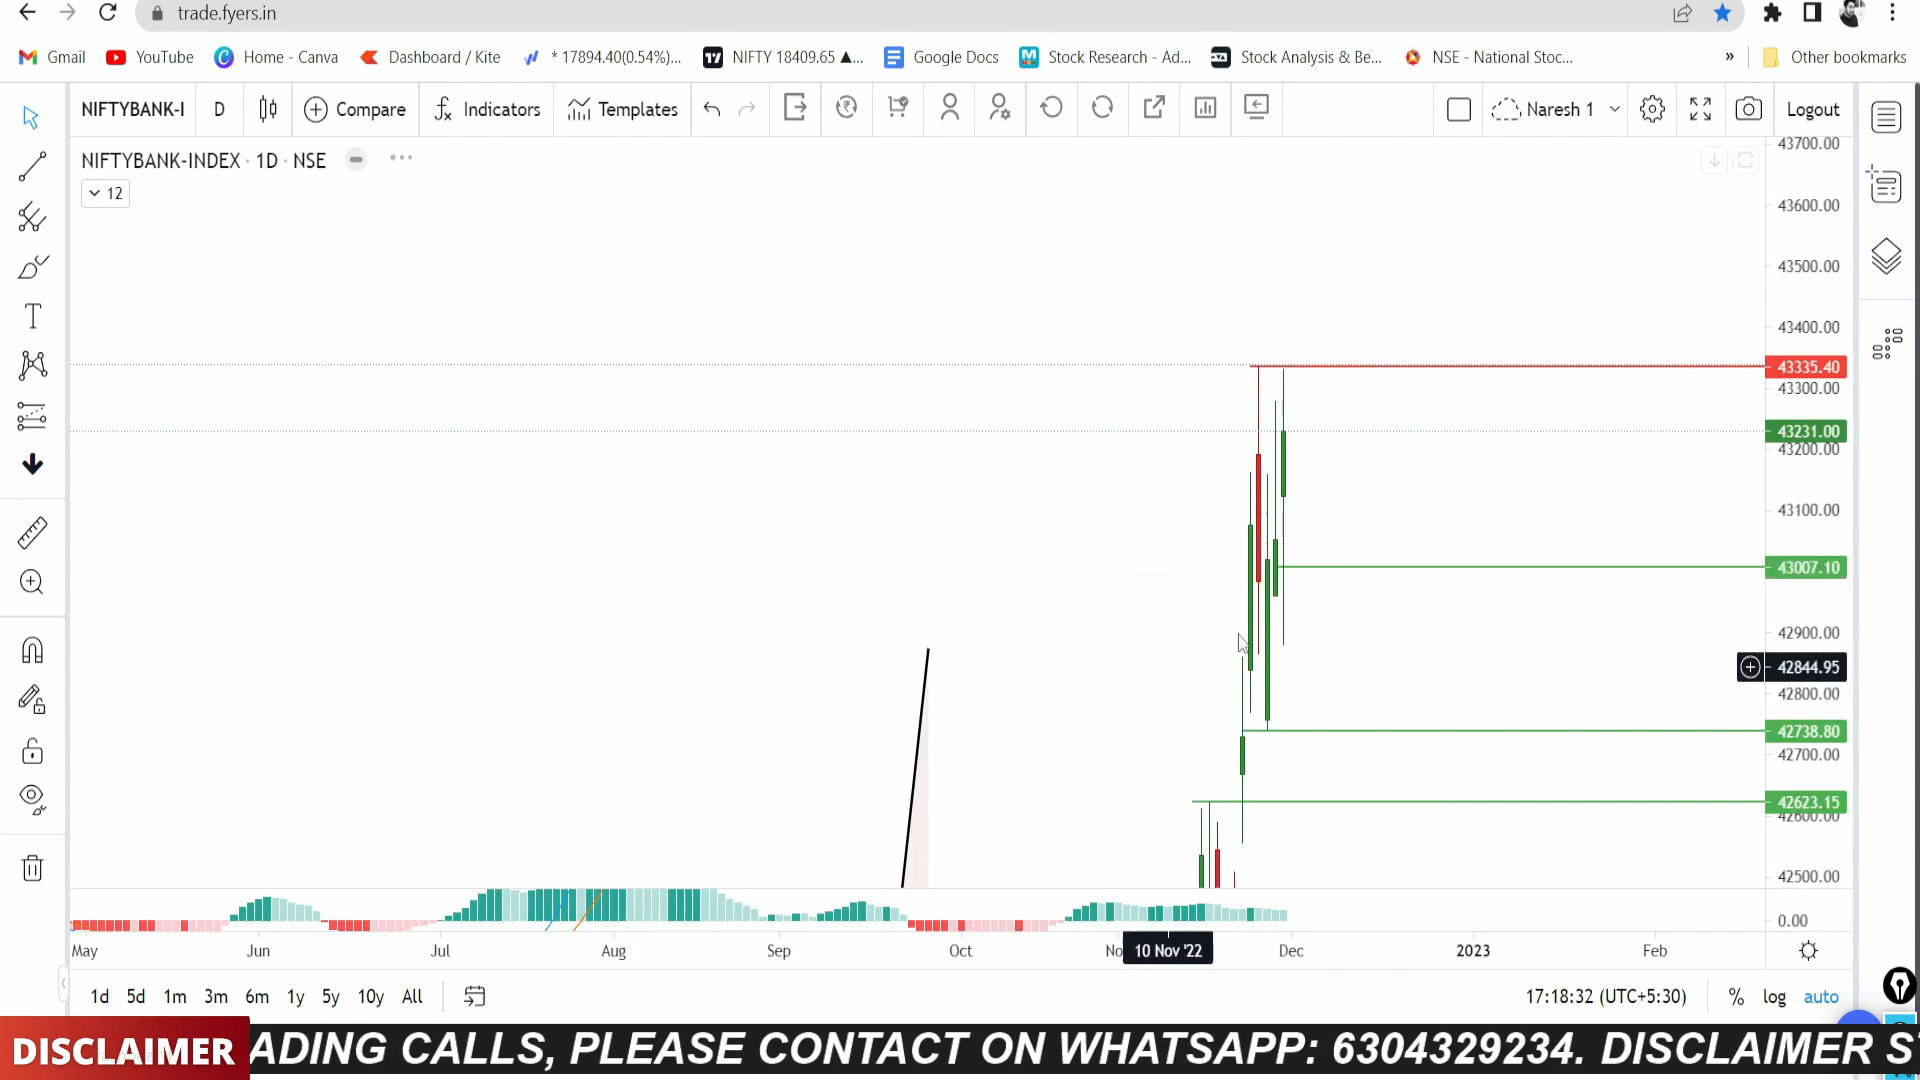 trade.fyers.in
Gmail YouTube Home - Canva Dashboard / Kite * 17894.40(0.54%)... NIFTY 18409.65 ▲... Google Docs Stock Research - Ad... Stock Analysis & Be... NSE - National Stoc... » Other bookmarks
NIFTYBANK-I D Compare Indicators Templates Naresh 1 Logout
NIFTYBANK-INDEX · 1D · NSE
12
43700.00
43600.00
43500.00
43400.00
43335.40
43300.00
43231.00
43200.00
43100.00
43007.10
42900.00
42844.95
42800.00
42738.80
42700.00
42623.15
42600.00
42500.00
0.00
May Jun Jul Aug Sep Oct No 10 Nov '22 Dec 2023 Feb
1d 5d 1m 3m 6m 1y 5y 10y All 17:18:32 (UTC+5:30) % log auto
DISCLAIMER ADING CALLS, PLEASE CONTACT ON WHATSAPP: 6304329234. DISCLAIMER S